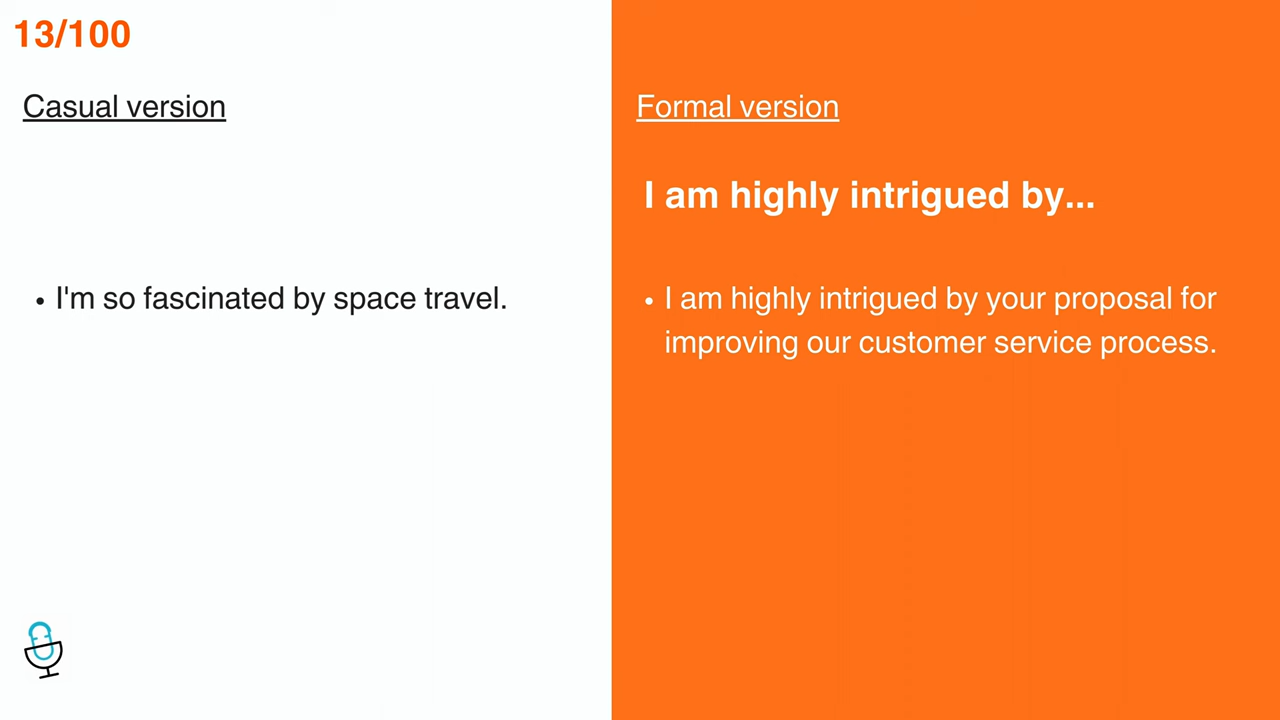 13/100
Casual version
• I'm so fascinated by space travel.
Formal version
I am highly intrigued by...
• I am highly intrigued by your proposal for
improving our customer service process.